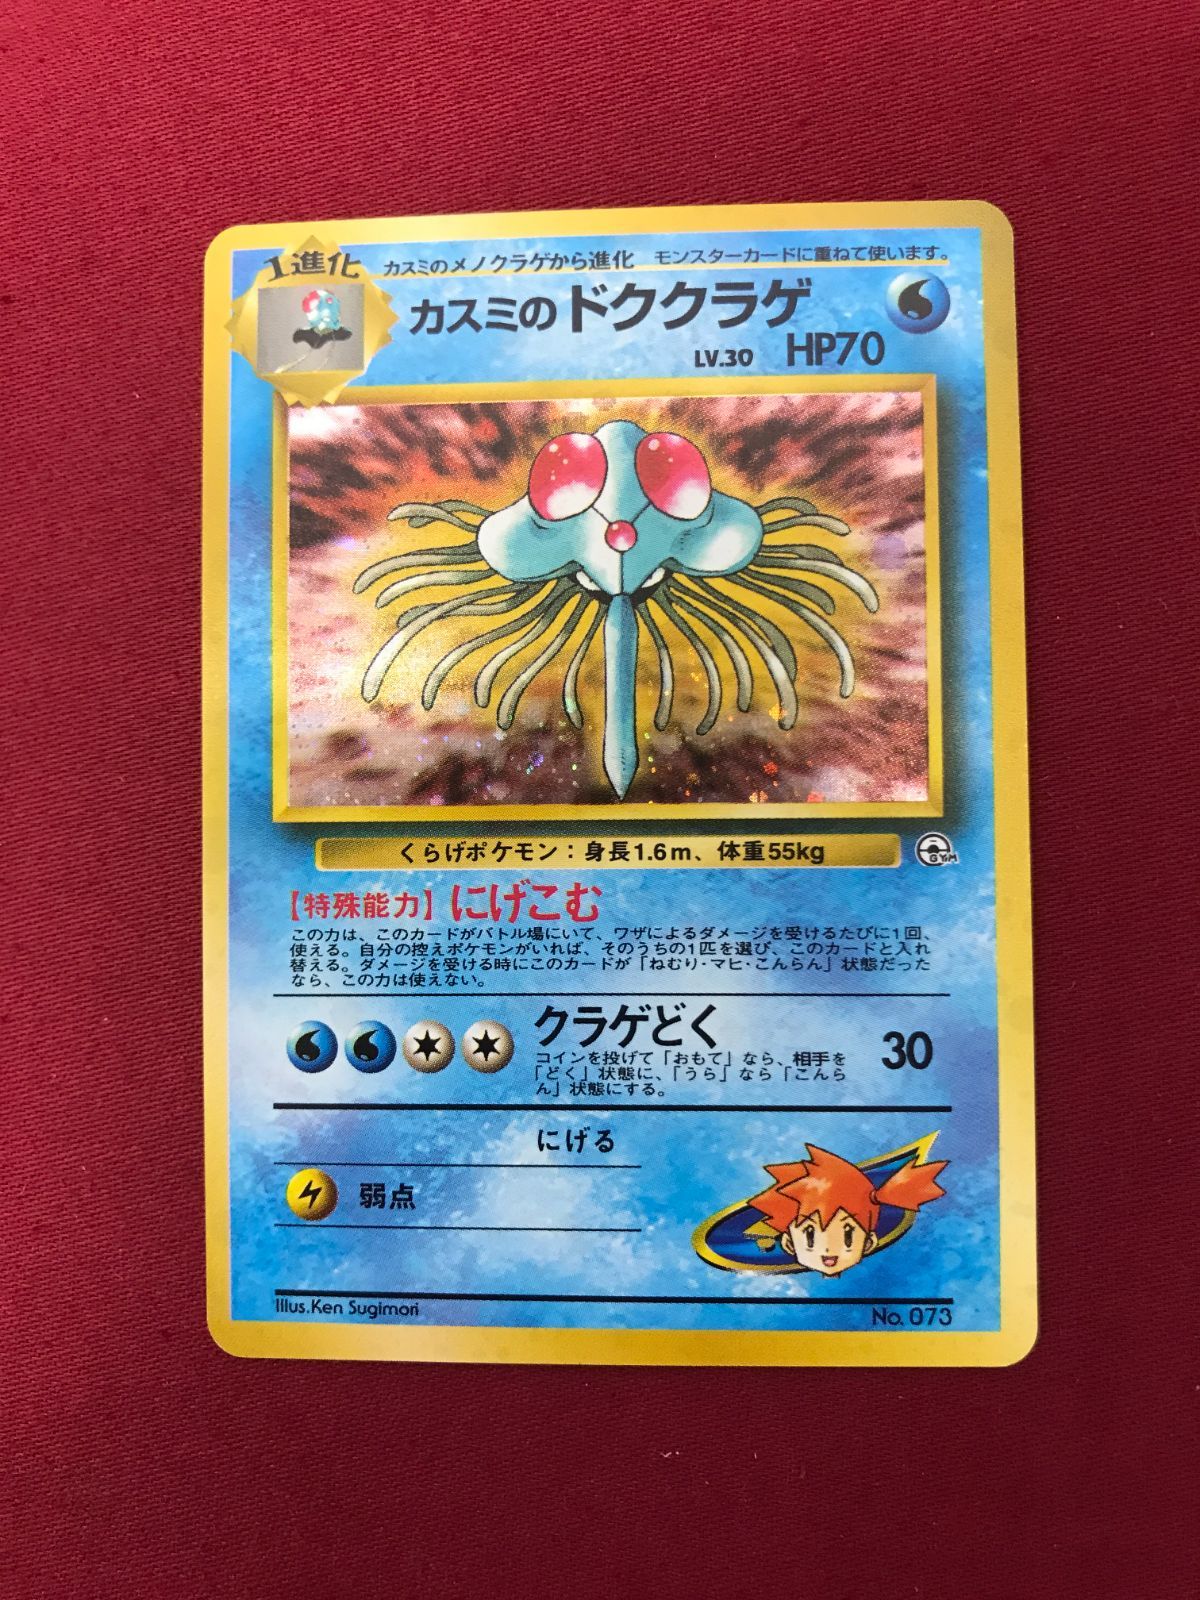 1進化
カスミのメノクラゲから進化 モンスターカードに重ねて使います。
カスミのドククラゲ
LV.30 HP70
くらげポケモン：身長1.6m、体重55kg
GYM
【特殊能力】にげこむ
この力は、このカードがバトル場にいて、ワザによるダメージを受けるたびに1回、
使える。自分の控えポケモンがいれば、そのうちの1匹を選び、このカードと入れ
替える。ダメージを受ける時にこのカードが「ねむり・マヒ・こんらん」状態だった
なら、この力は使えない。
クラゲどく 30
コインを投げて「おもて」なら、相手を
「どく」状態に、「うら」なら「こんら
ん」状態にする。
にげる
弱点
Illus.Ken Sugimori
No. 073